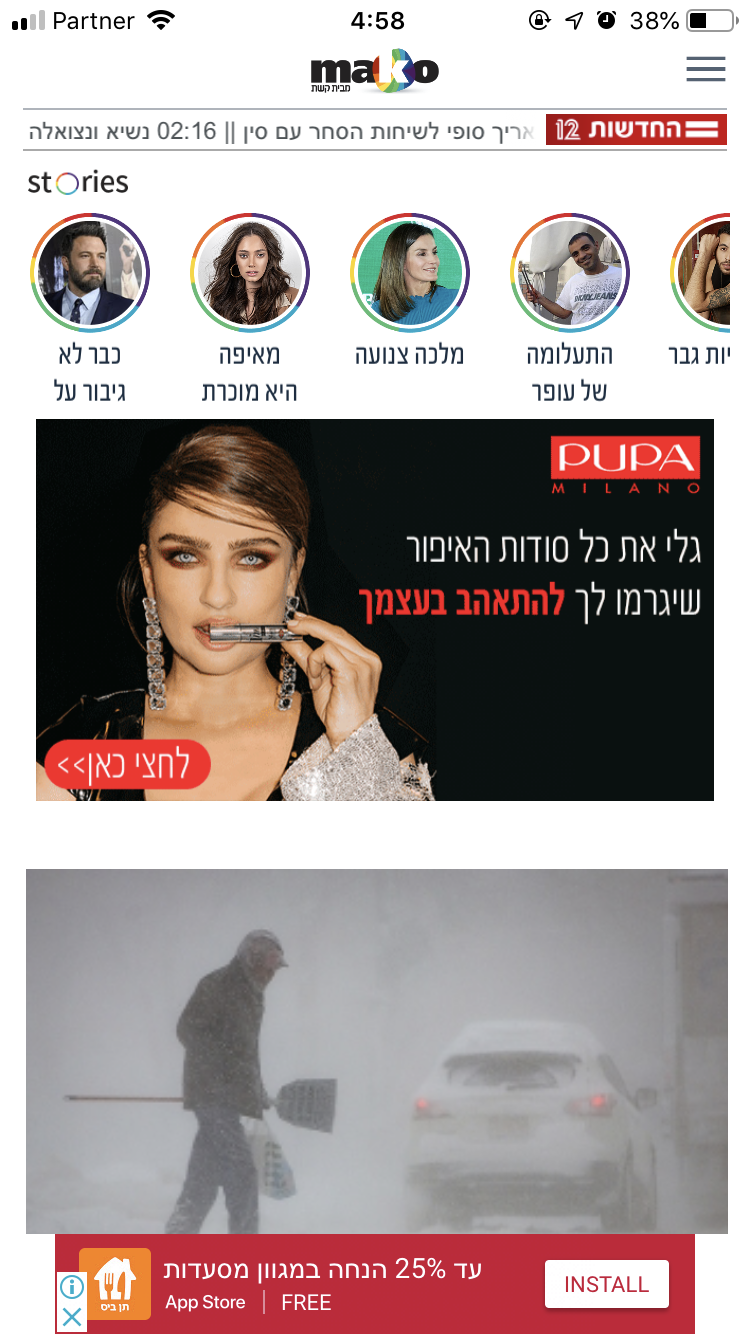 Partner
4:58
38%
mako
מבית קשת
החדשות 12
אריך סופי לשיחות הסחר עם סין || 02:16 נשיא ונצואלה
stories
כבר לא
גיבור על
מאיפה
היא מוכרת
מלכה צנועה
התעלומה
של עופר
יות גבר
PUPA
MILANO
גלי את כל סודות האיפור
שיגרמו לך להתאהב בעצמך
לחצי כאן>>
תן ביס
עד 25% הנחה במגוון מסעדות
App Store | FREE
INSTALL